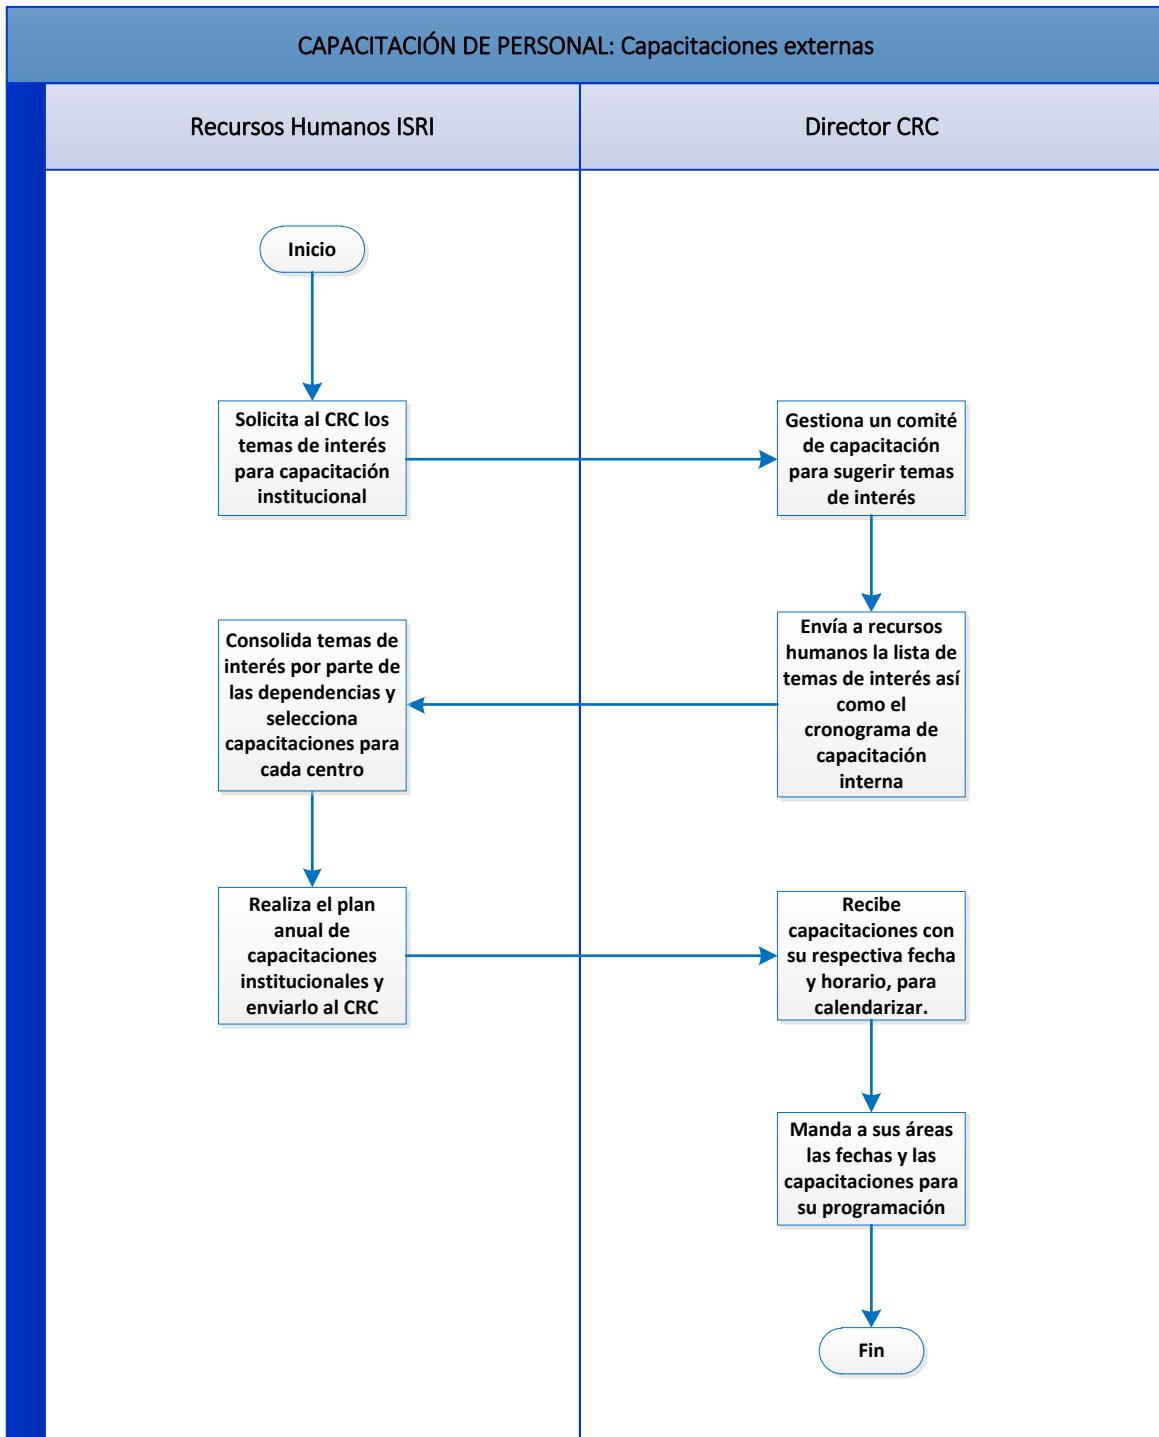 CAPACITACIÓN DE PERSONAL: Capacitaciones externas
Recursos Humanos ISRI
Director CRC
Inicio
Solicita al CRC los
temas de interés
para capacitación
institucional
Gestiona un comité
de capacitación
para sugerir temas
de interés
Envía a recursos
humanos la lista de
temas de interés así
como el
cronograma de
capacitación
interna
Consolida temas de
interés por parte de
las dependencias y
selecciona
capacitaciones para
cada centro
Realiza el plan
anual de
capacitaciones
institucionales y
enviarlo al CRC
Recibe
capacitaciones con
su respectiva fecha
y horario, para
calendarizar.
Manda a sus áreas
las fechas y las
capacitaciones para
su programación
Fin